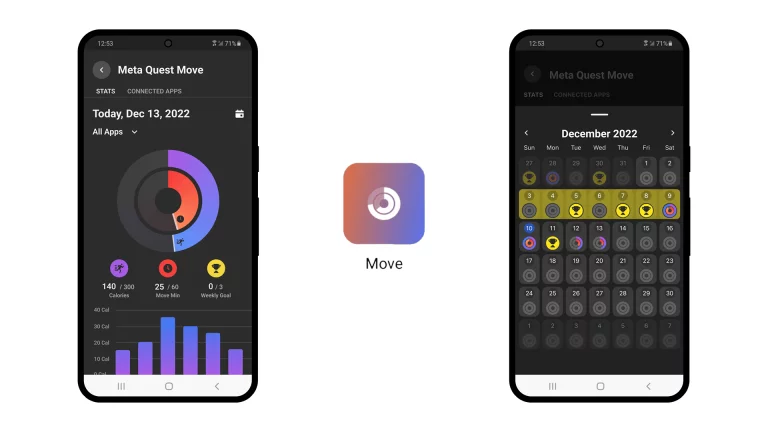 12:53 71%
Meta Quest Move
STATS CONNECTED APPS
Today, Dec 13, 2022
All Apps
140 / 300 25 / 60 0 / 3
Calories Move Min Weekly Goal
40 Cal
30 Cal
20 Cal
10 Cal
0 Cal
Move
12:53 71%
Meta Quest Move
STATS CONNECTED APPS
December 2022
Sun Mon Tue Wed Thu Fri Sat
27 28 29 30 31 1 2
3 4 5 6 7 8 9
10 11 12 13 14 15 16
17 18 19 20 21 22 23
24 25 26 27 28 29 30
1 2 3 4 5 6 7